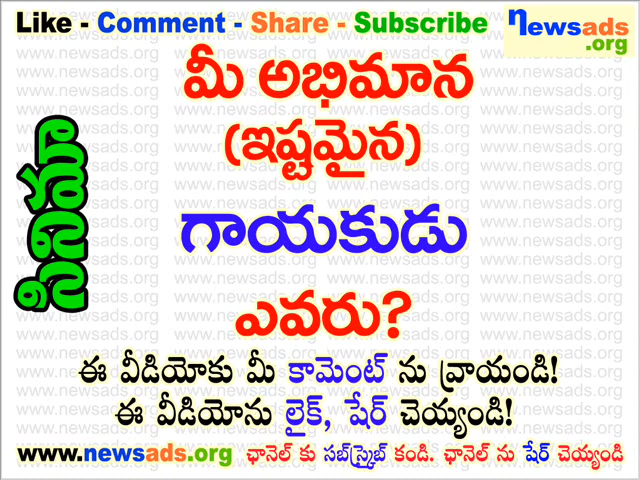 Like - Comment - Share - Subscribe
newsads
.org
మీ అభిమాన
(ఇష్టమైన)
గాయకుడు
ఎవరు?
సినిమా
ఈ వీడియోకు మీ కామెంట్ ను వ్రాయండి!
ఈ వీడియోను లైక్, షేర్ చెయ్యండి!
www.newsads.org ఛానెల్ కు సబ్‌స్క్రైబ్ కండి. ఛానెల్ ను షేర్ చెయ్యండి